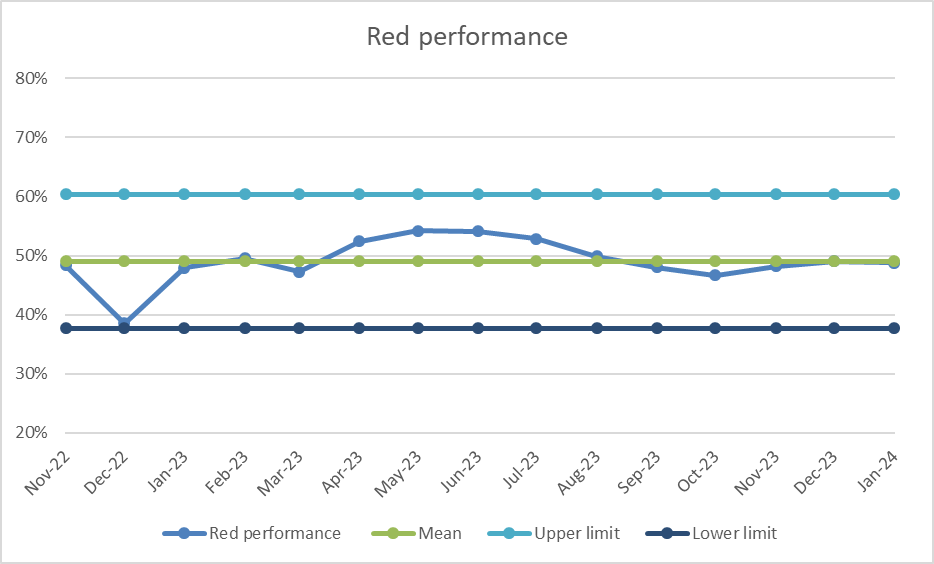 Red performance
80%
70%
60%
50%
40%
30%
20%
Nov-22
Dec-22
Jan-23
Feb-23
Mar-23
Apr-23
May-23
Jun-23
Jul-23
Aug-23
Sep-23
Oct-23
Nov-23
Dec-23
Jan-24
Red performance Mean Upper limit Lower limit